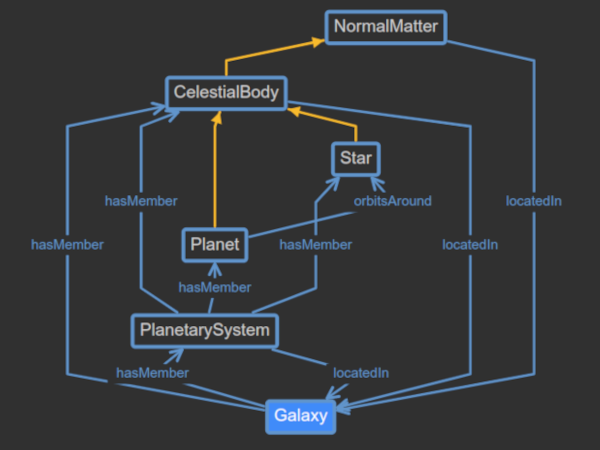 NormalMatter
CelestialBody
Star
hasMember
orbitsAround
locatedIn
hasMember
Planet
hasMember
locatedIn
hasMember
PlanetarySystem
hasMember
locatedIn
Galaxy